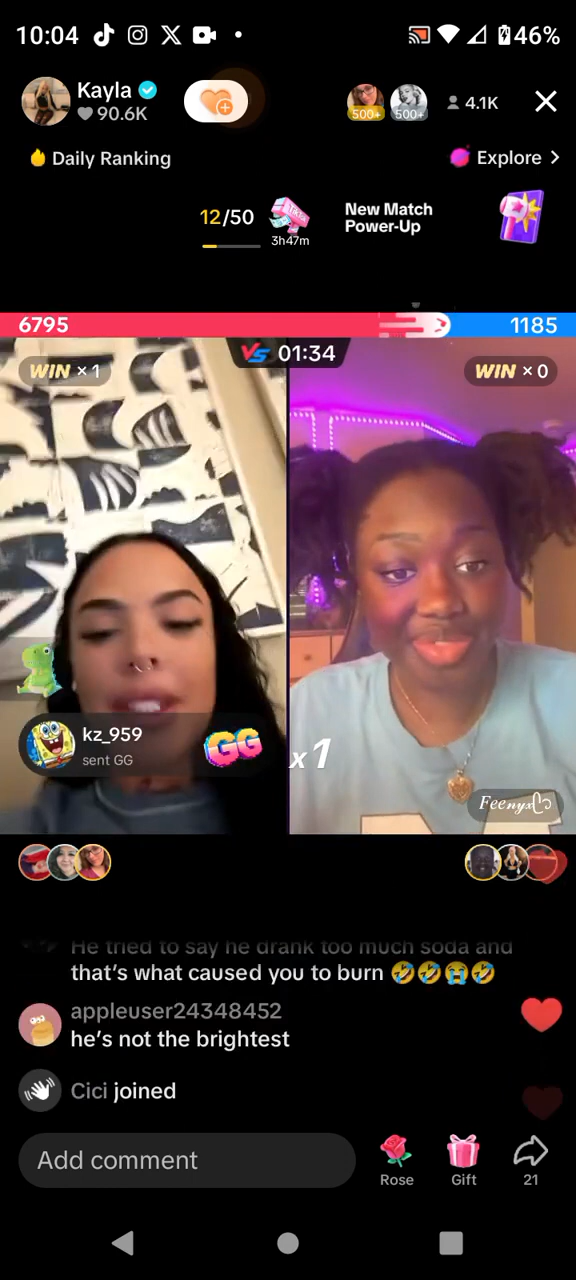 10:04
46%
Kayla
90.6K
500+
500+
4.1K
Daily Ranking
Explore >
12/50
3h47m
New Match
Power-Up
6795
1185
VS 01:34
WIN × 1
WIN × 0
kz_959
sent GG
GG
x1
Feenyx
He tried to say he drank too much soda and
that's what caused you to burn 🤣🤣😭🤣
appleuser24348452
he's not the brightest
Cici joined
Add comment
Rose
Gift
21